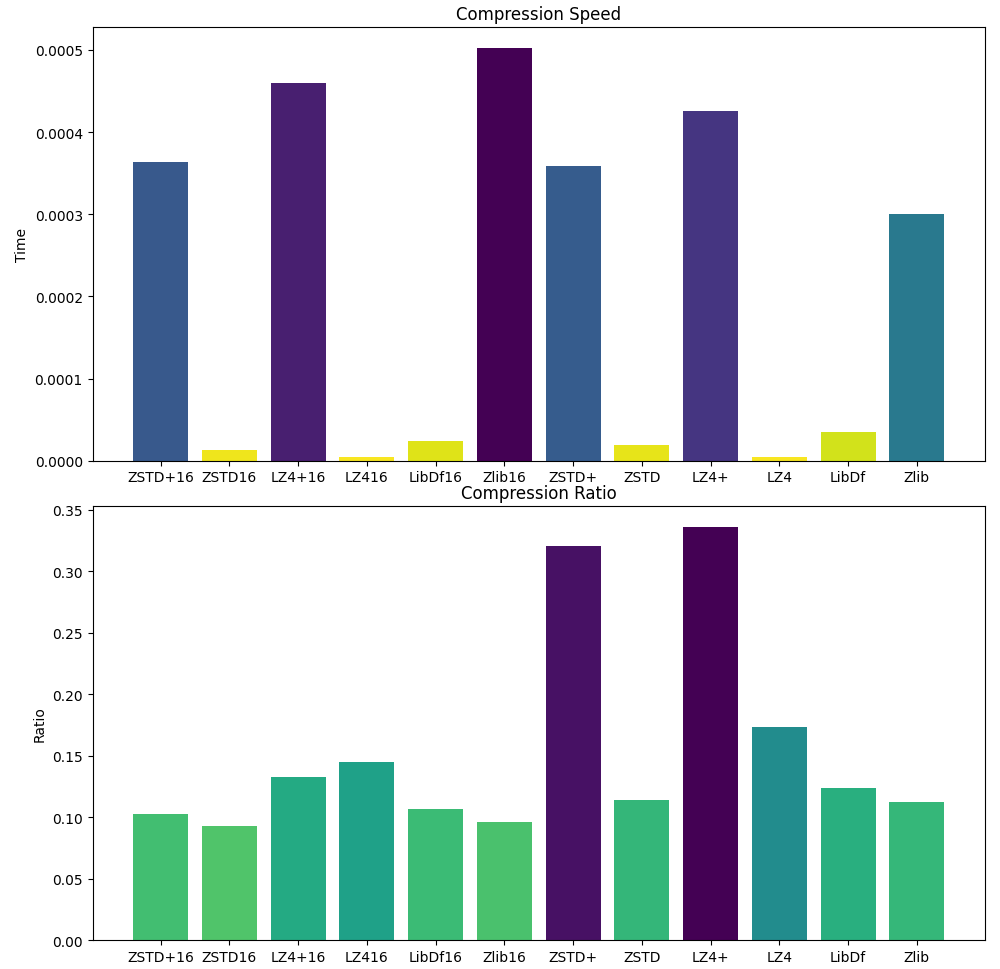 Compression Speed
0.0005
0.0004
0.0003
0.0002
0.0001
0.0000
Time
ZSTD+16 ZSTD16 LZ4+16 LZ416 LibDf16 Zlib16 ZSTD+ ZSTD LZ4+ LZ4 LibDf Zlib
Compression Ratio
0.35
0.30
0.25
0.20
0.15
0.10
0.05
0.00
Ratio
ZSTD+16 ZSTD16 LZ4+16 LZ416 LibDf16 Zlib16 ZSTD+ ZSTD LZ4+ LZ4 LibDf Zlib